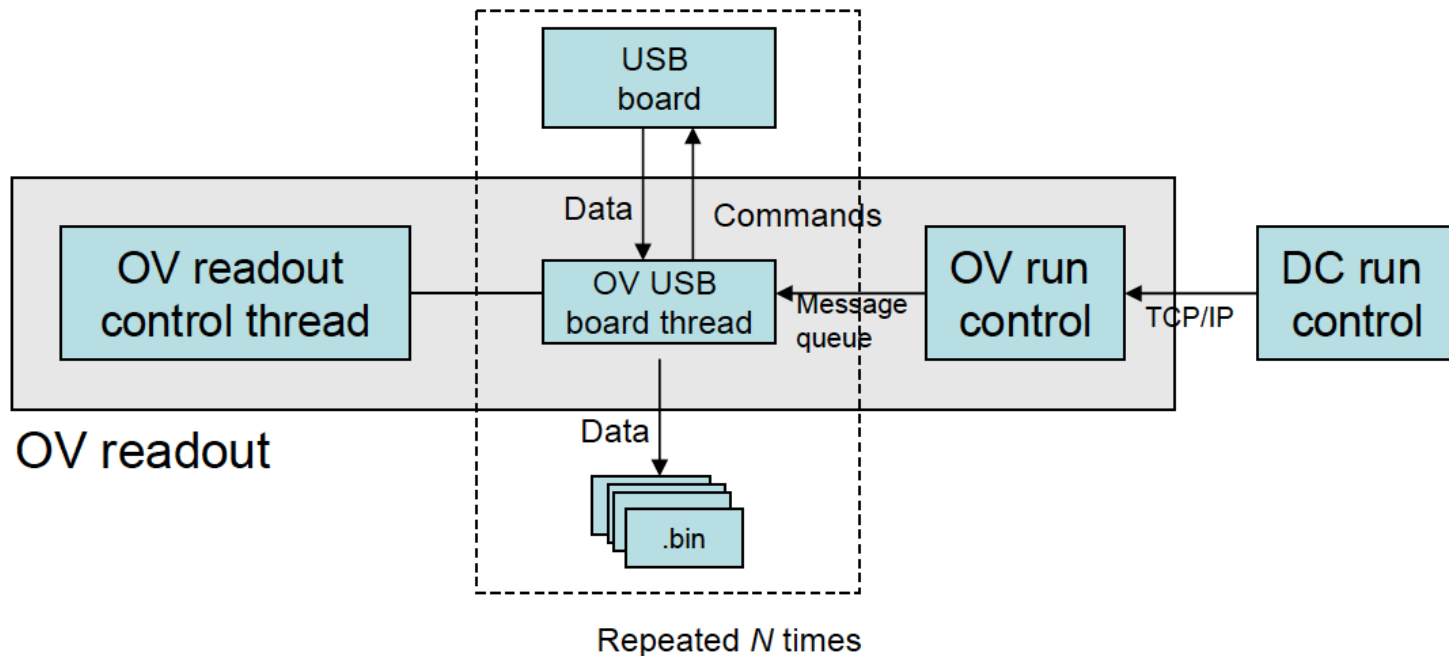 USB
board
Data
Commands
OV readout
control thread
OV USB
board thread
Message
queue
OV run
control
TCP/IP
DC run
control
Data
OV readout
.bin
Repeated N times